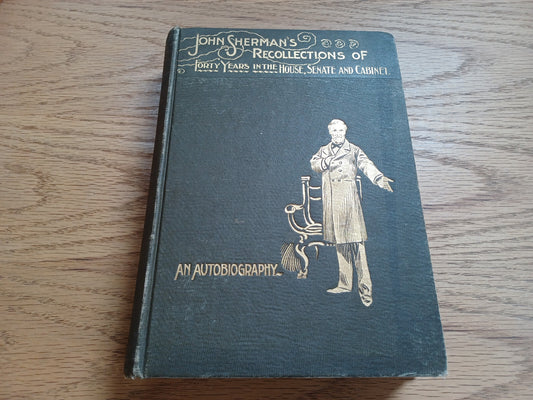 JOHN SHERMAN'S
RECOLLECTIONS OF
FORTY YEARS IN THE HOUSE, SENATE AND CABINET.
AN AUTOBIOGRAPHY